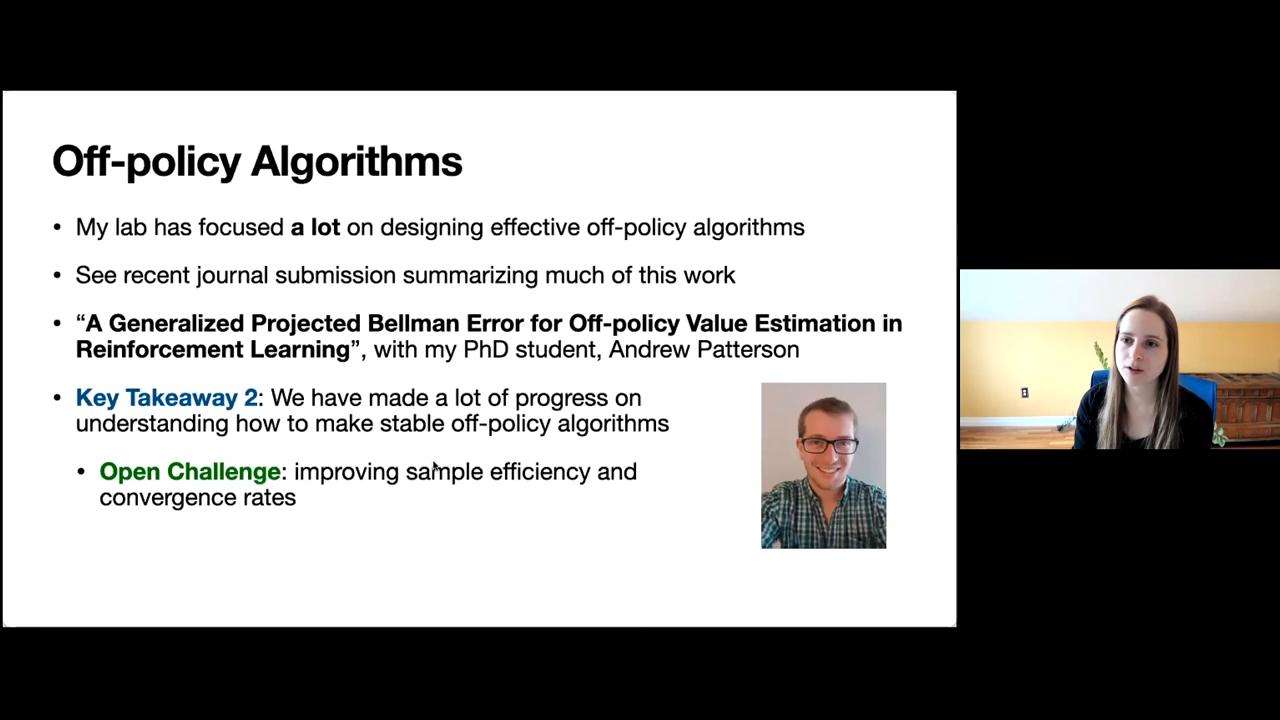 Off-policy Algorithms
• My lab has focused a lot on designing effective off-policy algorithms
• See recent journal submission summarizing much of this work
• “A Generalized Projected Bellman Error for Off-policy Value Estimation in
Reinforcement Learning”, with my PhD student, Andrew Patterson
• Key Takeaway 2: We have made a lot of progress on
understanding how to make stable off-policy algorithms
• Open Challenge: improving sample efficiency and
convergence rates